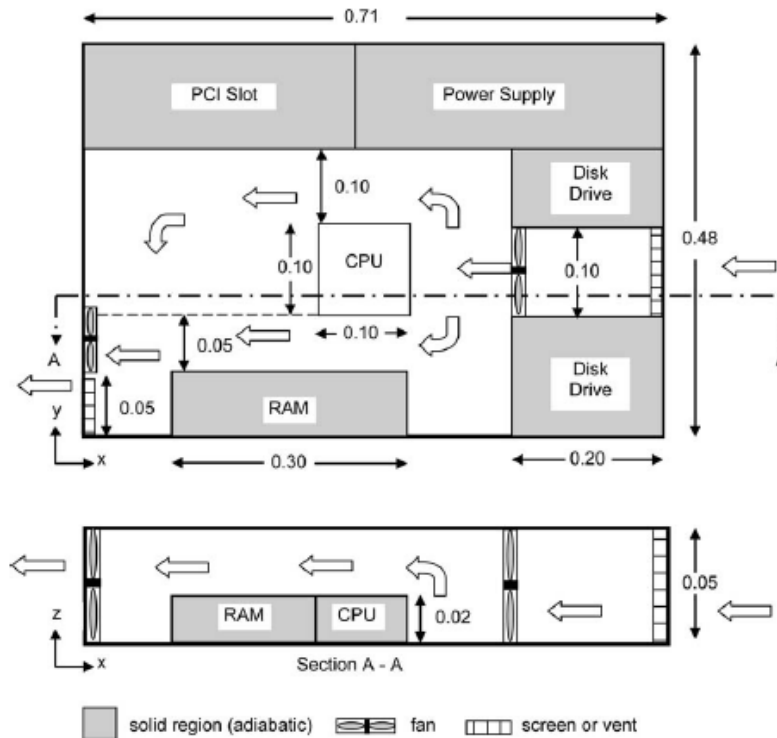 0.71
PCI Slot
Power Supply
Disk
Drive
0.10
0.48
0.10
CPU
0.10
0.10
0.05
A
Disk
Drive
y
0.05
RAM
x
0.30
0.20
0.05
z
RAM
CPU
0.02
x
Section A - A
solid region (adiabatic)
fan
screen or vent